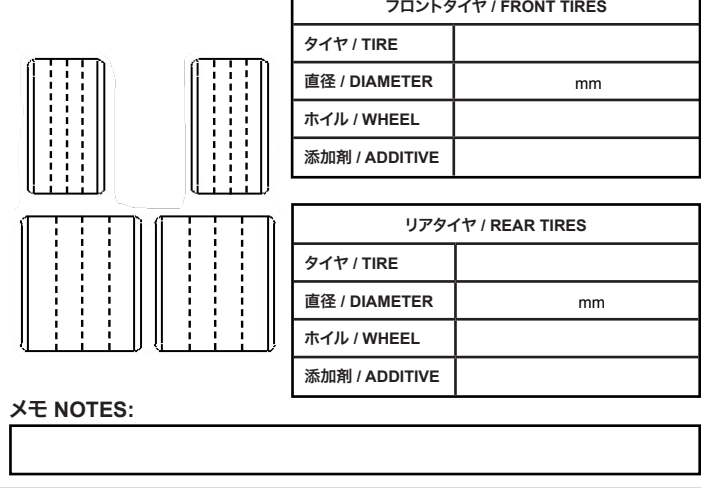 フロントタイヤ / FRONT TIRES
タイヤ / TIRE
直径 / DIAMETER mm
ホイル / WHEEL
添加剤 / ADDITIVE
リアタイヤ / REAR TIRES
タイヤ / TIRE
直径 / DIAMETER mm
ホイル / WHEEL
添加剤 / ADDITIVE
メモ NOTES: